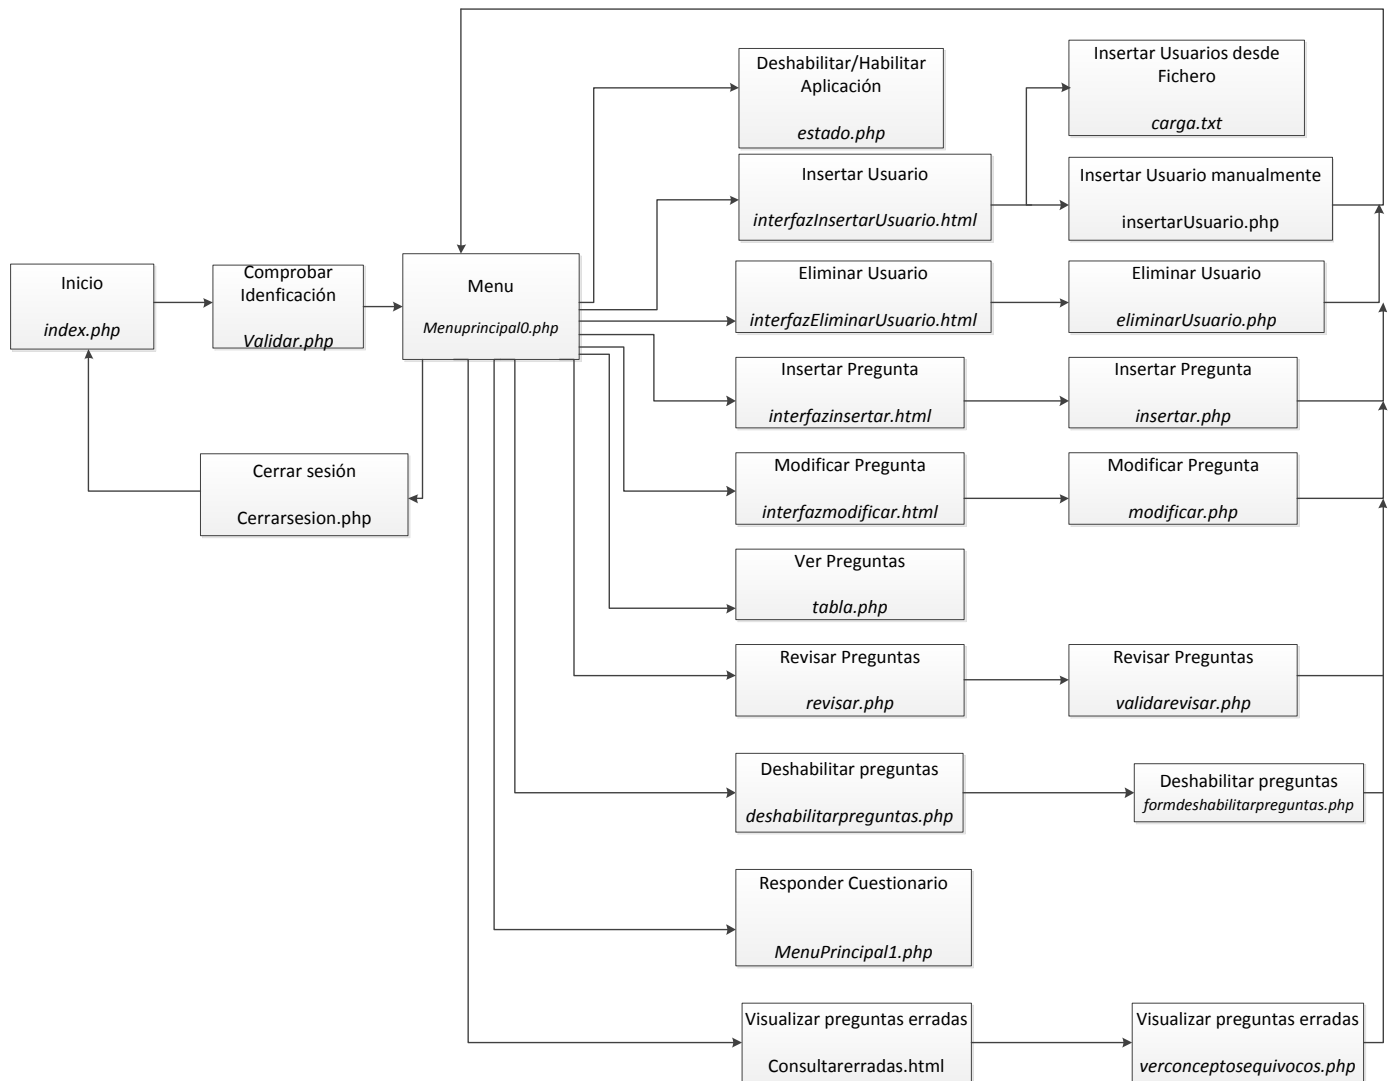 Deshabilitar/Habilitar
Aplicación
estado.php
Insertar Usuarios desde
Fichero
carga.txt
Insertar Usuario
interfazInsertarUsuario.html
Insertar Usuario manualmente
insertarUsuario.php
Inicio
index.php
Comprobar
Idenficación
Validar.php
Menu
Menuprincipal0.php
Eliminar Usuario
interfazEliminarUsuario.html
Eliminar Usuario
eliminarUsuario.php
Insertar Pregunta
interfazinsertar.html
Insertar Pregunta
insertar.php
Cerrar sesión
Cerrarsesion.php
Modificar Pregunta
interfazmodificar.html
Modificar Pregunta
modificar.php
Ver Preguntas
tabla.php
Revisar Preguntas
revisar.php
Revisar Preguntas
validarevisar.php
Deshabilitar preguntas
deshabilitarpreguntas.php
Deshabilitar preguntas
formdeshabilitarpreguntas.php
Responder Cuestionario
MenuPrincipal1.php
Visualizar preguntas erradas
Consultarerradas.html
Visualizar preguntas erradas
verconceptosequivocos.php